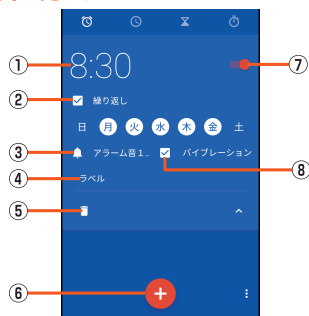 ① 8:30 ⑦
② 繰り返し
日 月 火 水 木 金 土
③ アラーム音1.. バイブレーション
④ ラベル ⑧
⑤
⑥